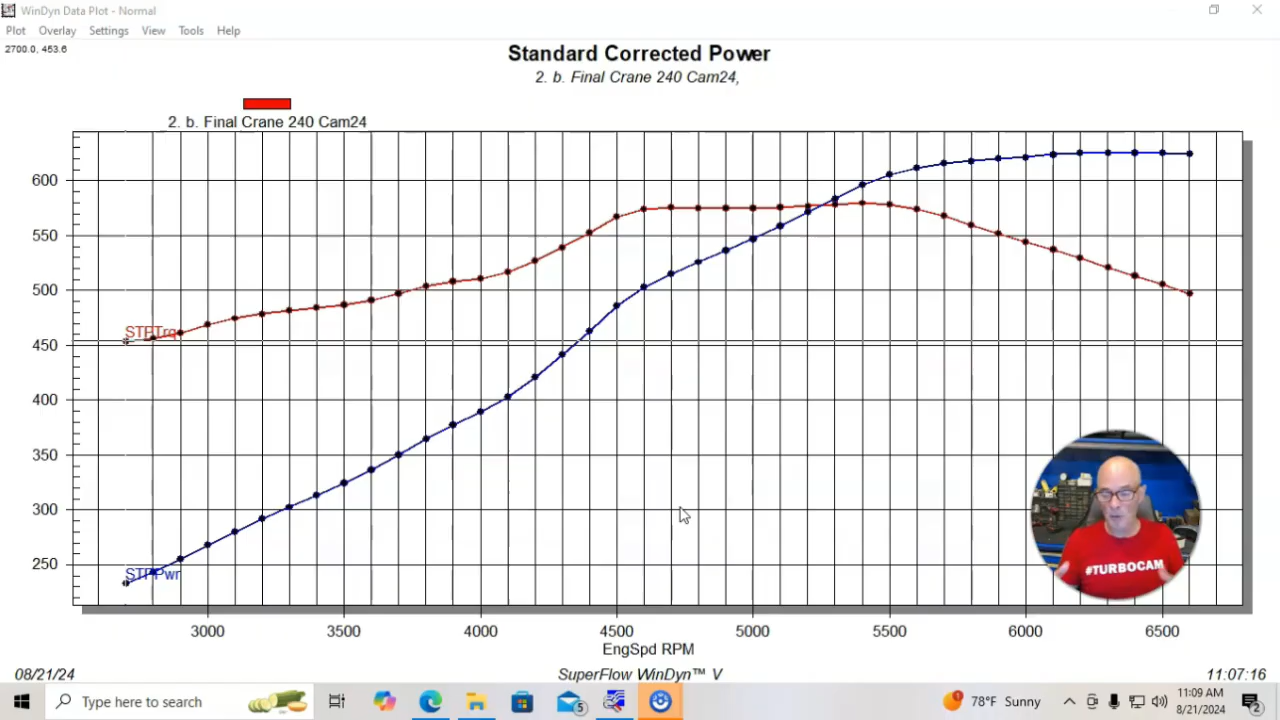 WinDyn Data Plot - Normal
Plot Overlay Settings View Tools Help
2700.0, 453.6
Standard Corrected Power
2. b. Final Crane 240 Cam24,
2. b. Final Crane 240 Cam24
600
550
500
450
400
350
300
250
STPTrq
STPPwr
#TURBOCAM
3000 3500 4000 4500 5000 5500 6000 6500
EngSpd RPM
08/21/24 SuperFlow WinDyn™ V 11:07:16
Type here to search
5
78°F Sunny
11:09 AM
8/21/2024
2